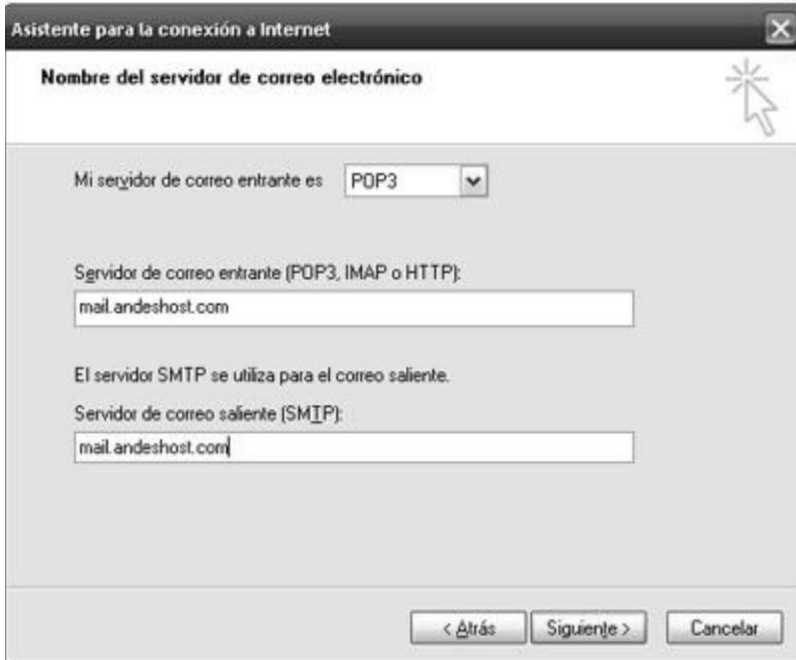 Asistente para la conexión a Internet
Nombre del servidor de correo electrónico
Mi servidor de correo entrante es POP3
Servidor de correo entrante (POP3, IMAP o HTTP):
mail.andeshost.com
El servidor SMTP se utiliza para el correo saliente.
Servidor de correo saliente (SMTP):
mail.andeshost.com
< Atrás Siguiente > Cancelar